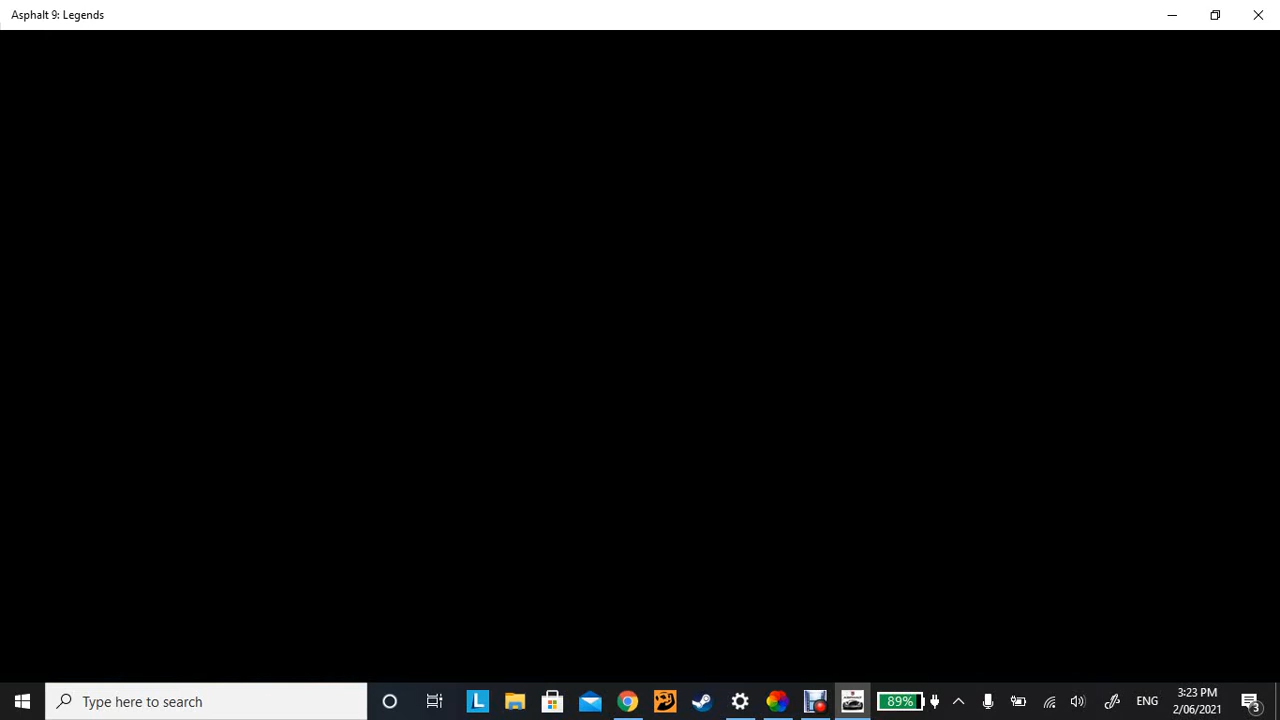 Asphalt 9: Legends
Type here to search
L
89%
ENG
3:23 PM
2/06/2021
3